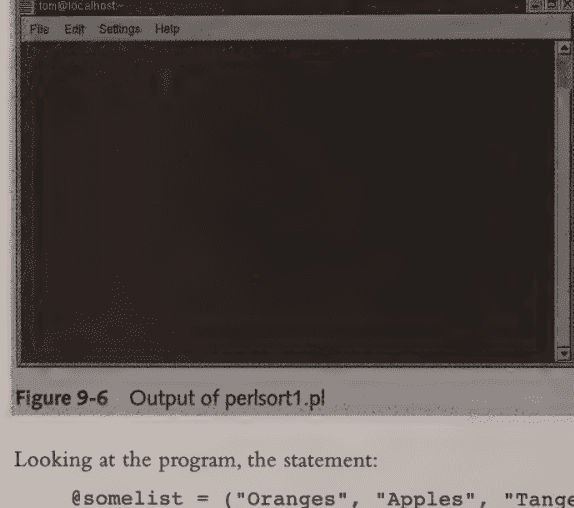 tom@localhost:~
File Edit Settings Help
Figure 9-6 Output of perlsort1.pl
Looking at the program, the statement:
@somelist = ("Oranges", "Apples", "Tange